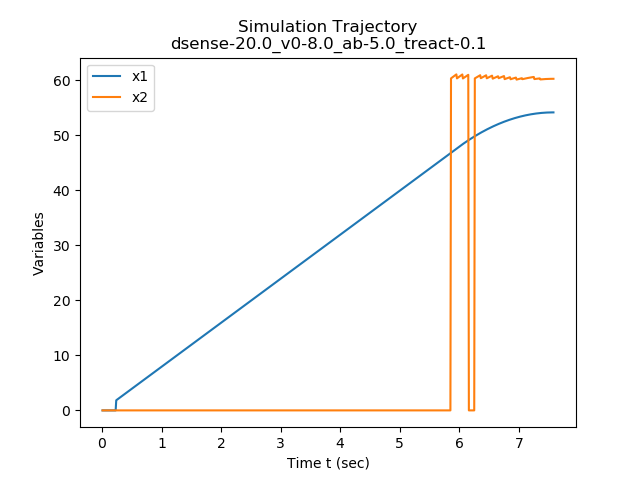 Simulation Trajectory
dsense-20.0_v0-8.0_ab-5.0_treact-0.1
x1
x2
60
50
40
30
20
10
0
Variables
0 1 2 3 4 5 6 7
Time t (sec)